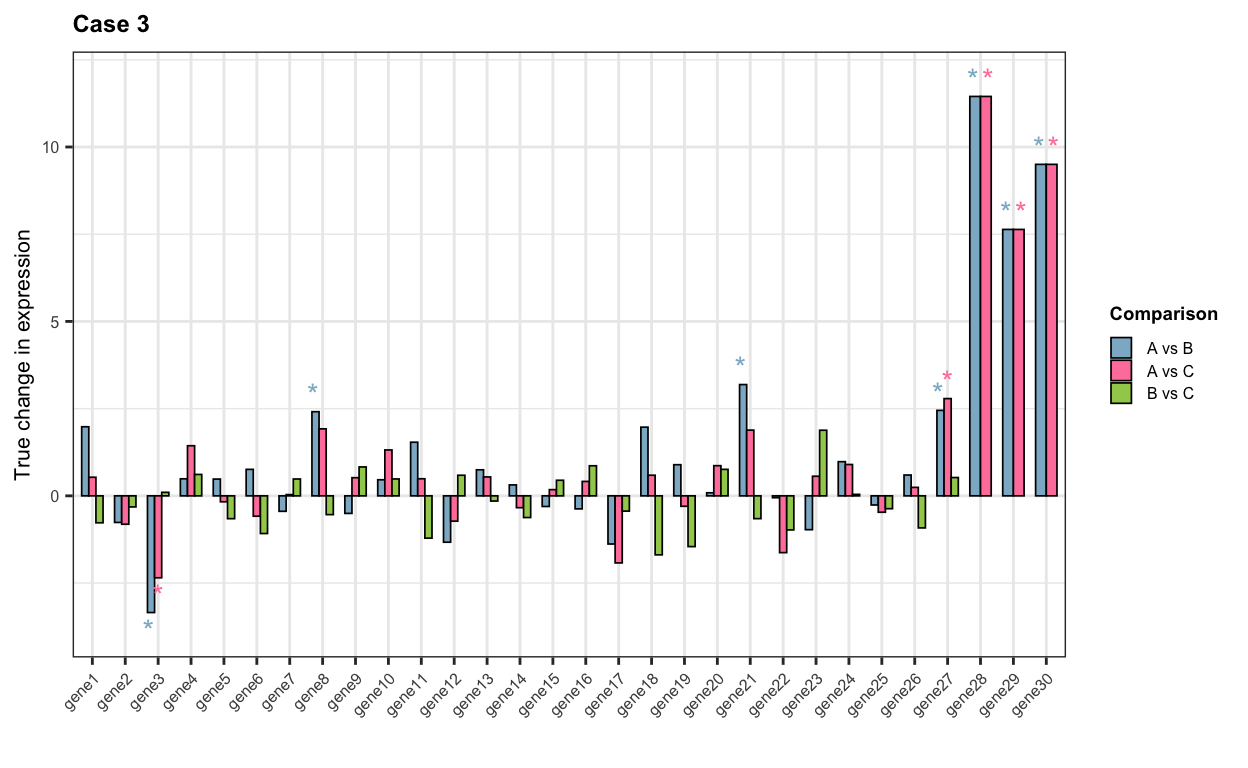 Case 3
True change in expression
10
5
0
* * * * * * * * * * * *
gene1
gene2
gene3
gene4
gene5
gene6
gene7
gene8
gene9
gene10
gene11
gene12
gene13
gene14
gene15
gene16
gene17
gene18
gene19
gene20
gene21
gene22
gene23
gene24
gene25
gene26
gene27
gene28
gene29
gene30
Comparison
A vs B
A vs C
B vs C